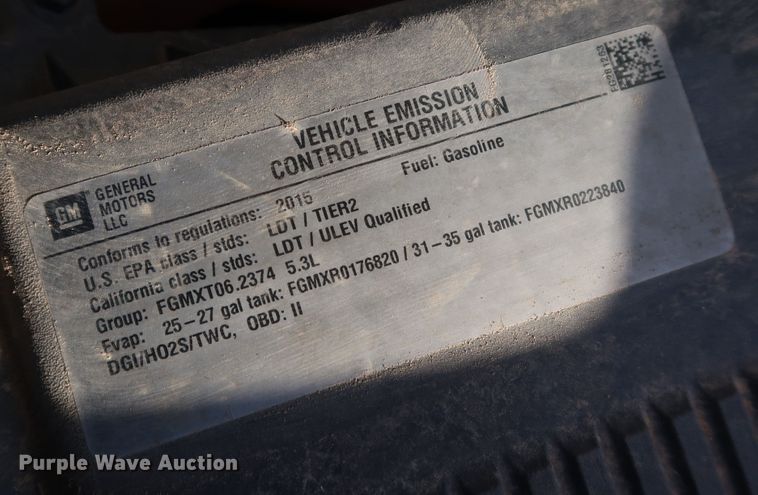 VEHICLE EMISSION
CONTROL INFORMATION
GM
GENERAL
MOTORS
LLC
Fuel: Gasoline
Conforms to regulations: 2015
U.S. EPA class / stds: LDT / TIER2
California class / stds: LDT / ULEV Qualified
Group: FGMXT06.2374 5.3L
Evap: 25-27 gal tank: FGMXR0176820 / 31-35 gal tank: FGMXR0223840
DGI/HO2S/TWC, OBD: II
Purple Wave Auction